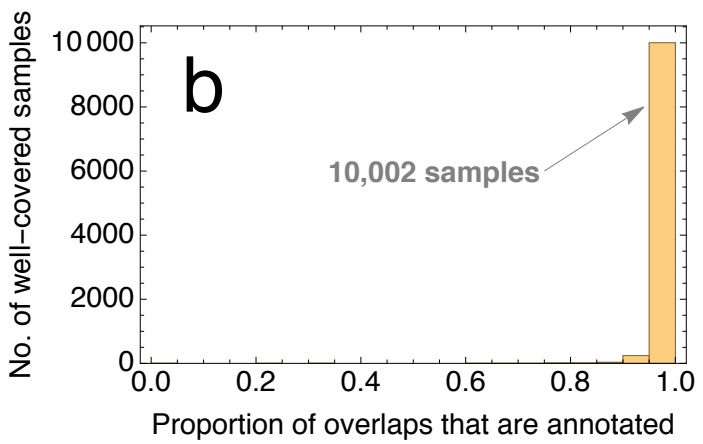 No. of well-covered samples
10 000
8000
6000
4000
2000
0
b
10,002 samples
0.0 0.2 0.4 0.6 0.8 1.0
Proportion of overlaps that are annotated